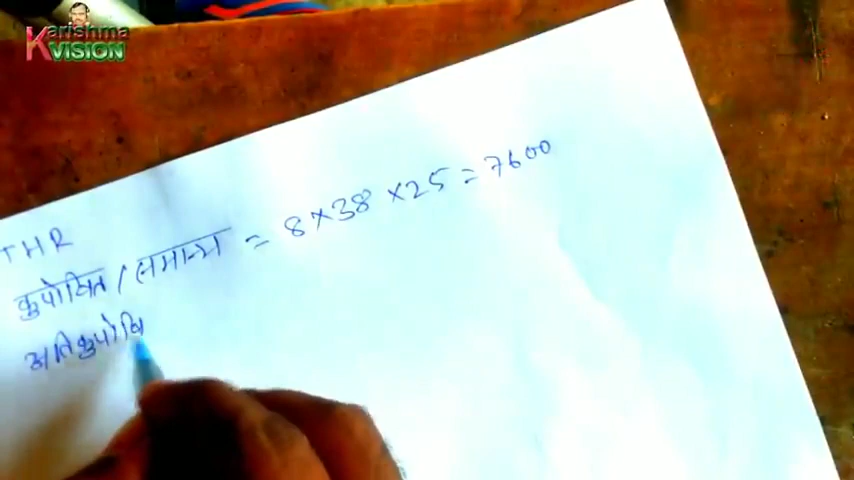 Karishma
VISION
THR
कुपोषित / सामान्य = 8×38 ×25 = 7600
अतिकुपोषि